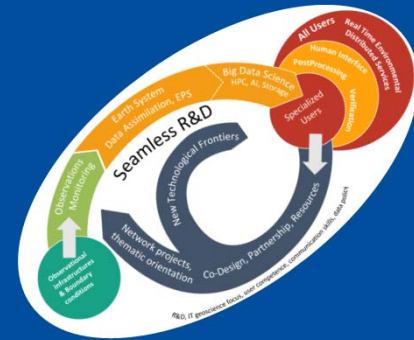 All Users
Real Time Environmental
Distributed Services
Human Interface
PostProcessing
Verification
Specialized
Users
Big Data Science
HPC, AI, Storage
Earth System
Data Assimilation, EPS
Seamless R&D
Observations
Monitoring
New Technological Frontiers
Network projects,
thematic orientation
Co-Design, Partnership, Resources
Observational
Infrastructures
& Boundary
conditions
R&D, IT geoscience focus, user competence, communication skills, data policy